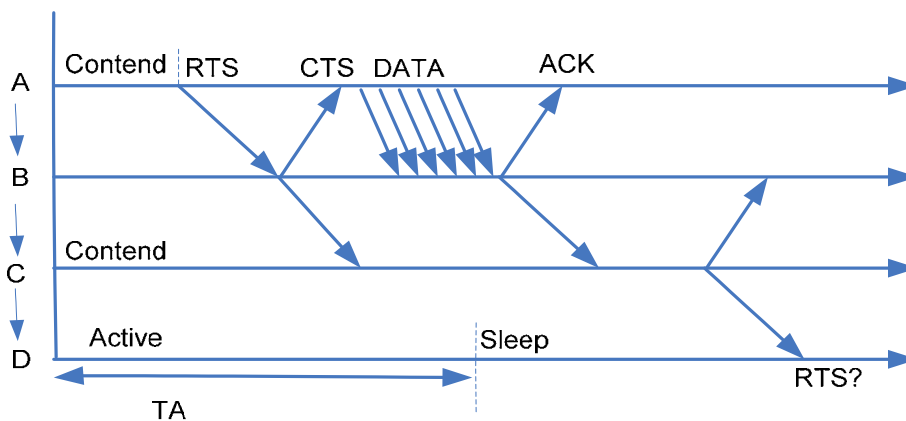 Contend RTS CTS DATA ACK
A
B
Contend
C
Active Sleep
D
RTS?
TA